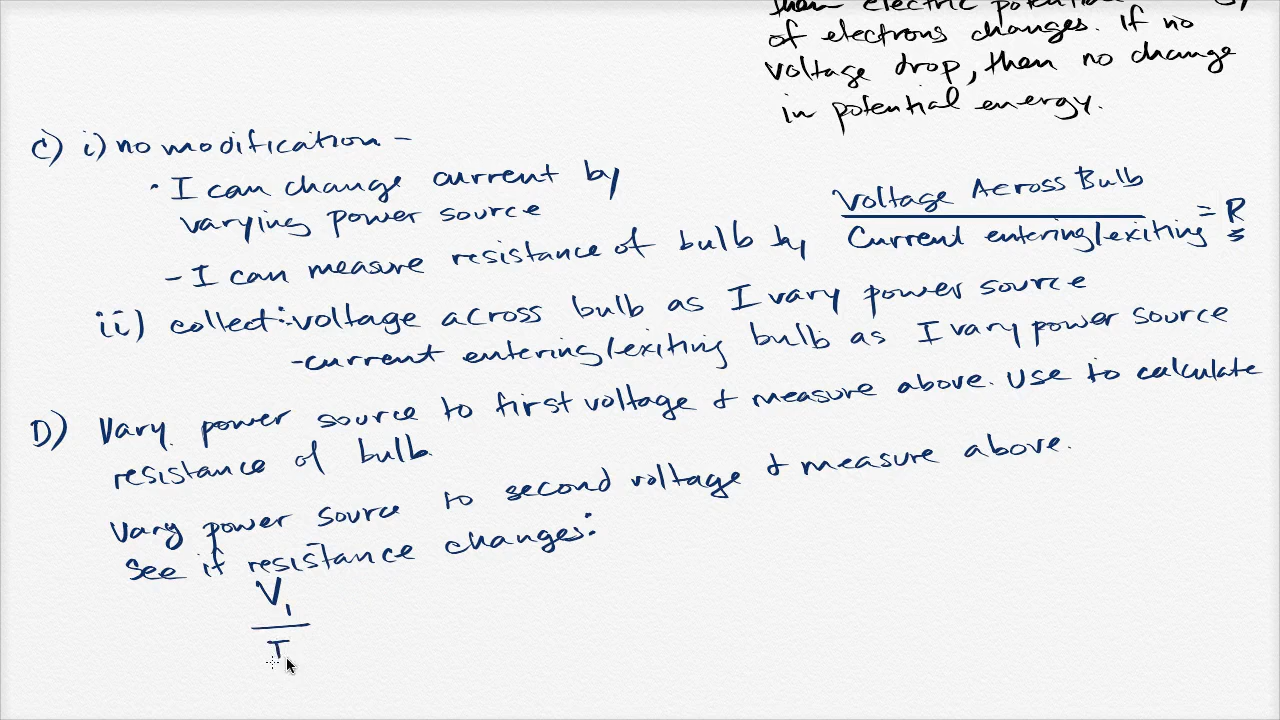 then electric potential
of electrons changes. If no
voltage drop, then no change
in potential energy.
C) i) no modification -
· I can change current by
varying power source
- I can measure resistance of bulb by Voltage Across Bulb
Current entering/exiting = R
ii) collect: voltage across bulb as I vary power source
- current entering/exiting bulb as I vary power source
D) Vary power source to first voltage & measure above. Use to calculate
resistance of bulb.
Vary power source to second voltage & measure above.
See if resistance changes:
V₁
I